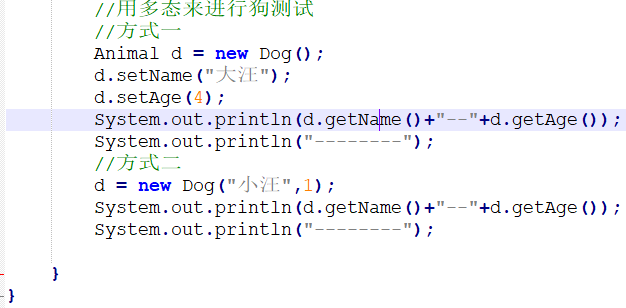 //用多态来进行狗测试
//方式一
Animal d = new Dog();
d.setName("大汪");
d.setAge(4);
System.out.println(d.getName()+"--"+d.getAge());
System.out.println("--------");
//方式二
d = new Dog("小汪",1);
System.out.println(d.getName()+"--"+d.getAge());
System.out.println("--------");
}
}